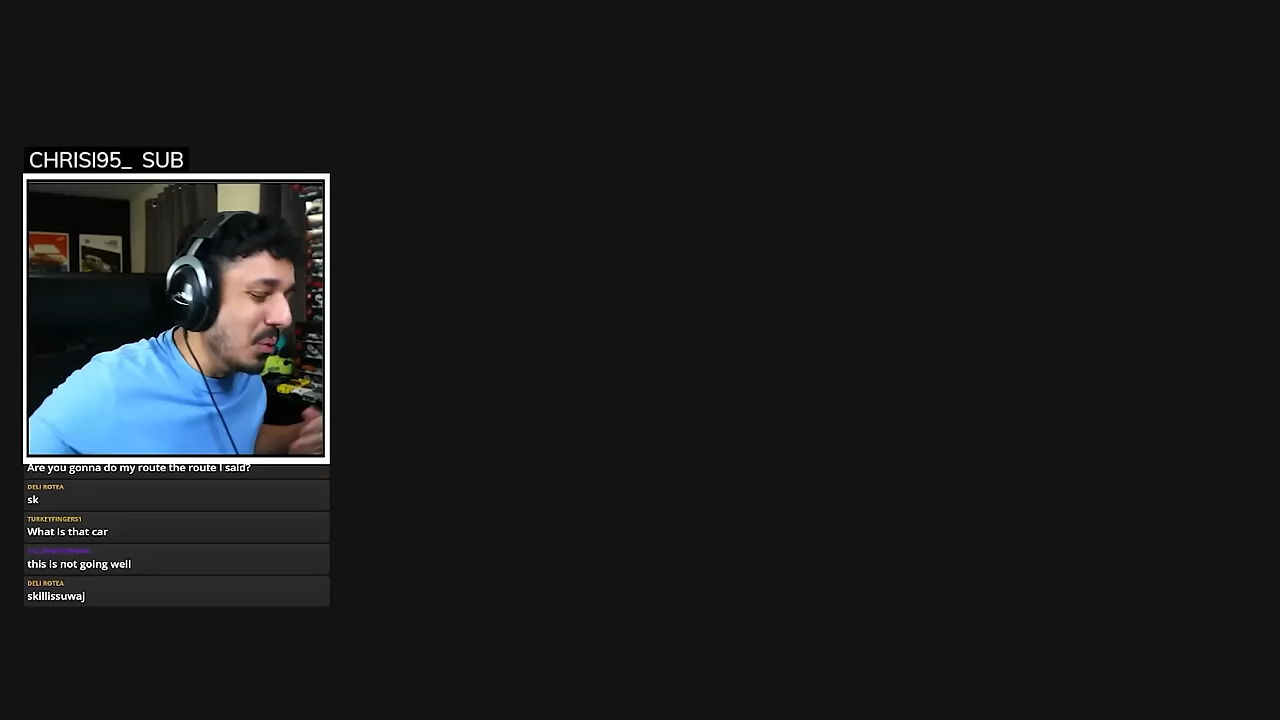 CHRISI95_ SUB
Are you gonna do my route the route I said?
DELI ROTEA
sk
TURKEYFINGERS1
What is that car
this is not going well
DELI ROTEA
skillissuwaj